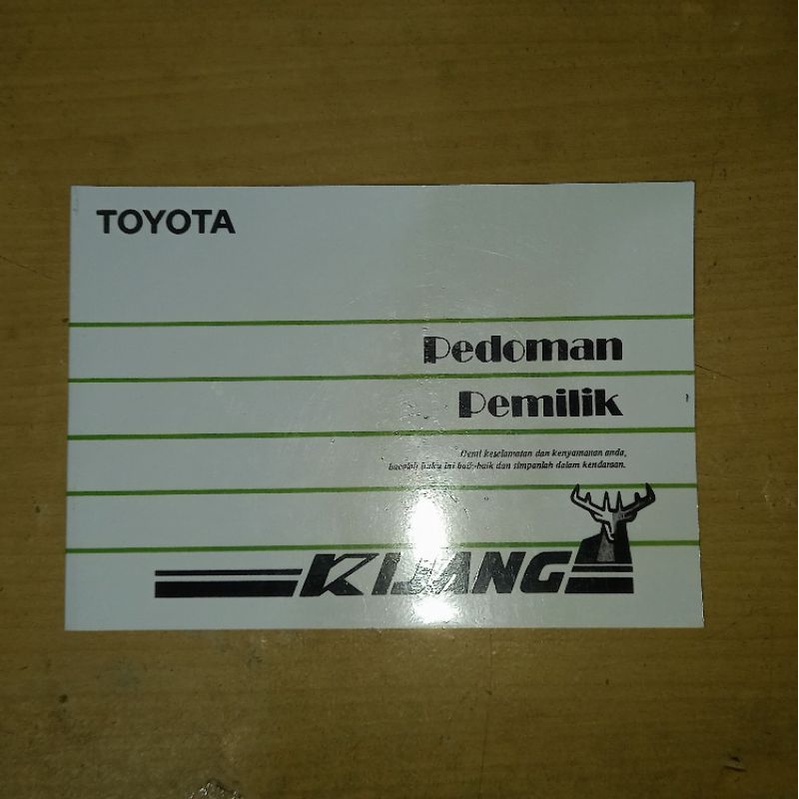 TOYOTA
Pedoman
Pemilik
Demi keselamatan dan kenyamanan anda,
bacalah buku ini baik-baik dan simpanlah dalam kendaraan.
KIJANG